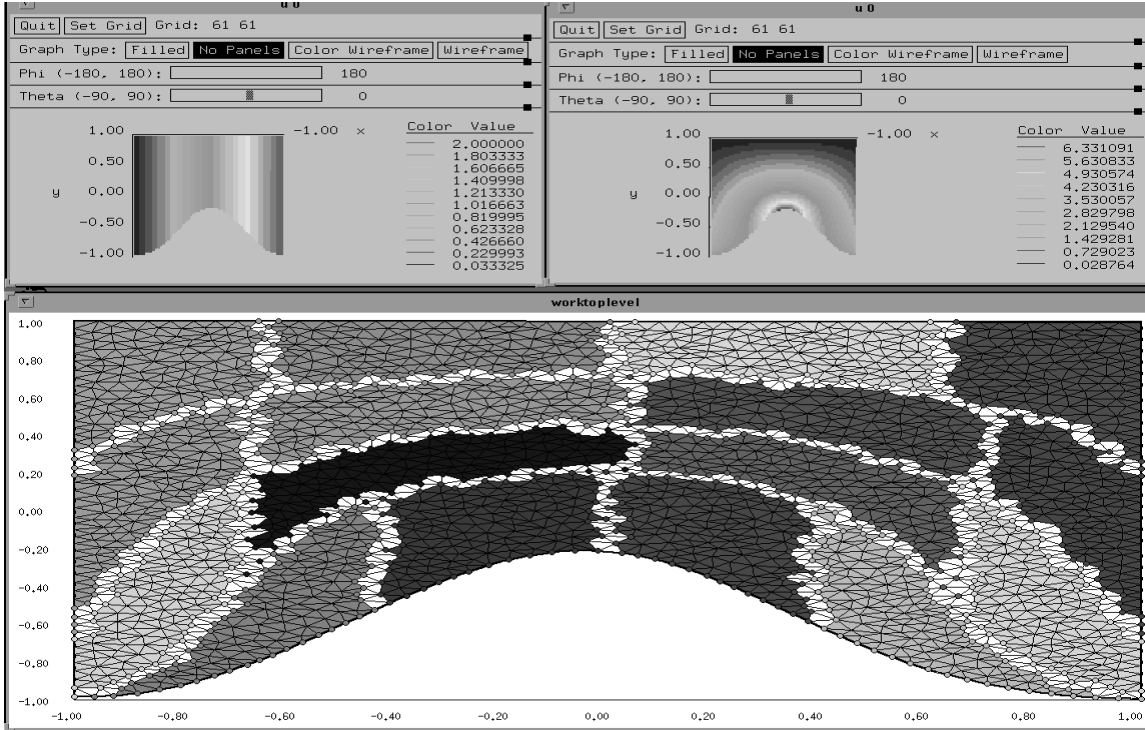 u 0
Quit Set Grid Grid: 61 61
Graph Type: Filled No Panels Color Wireframe Wireframe
Phi (-180, 180): 180
Theta (-90, 90): 0
1.00 -1.00 x Color Value
2.000000
1.803333
0.50
1.606665
1.409998
y 0.00
1.213330
1.016663
-0.50
0.819995
0.623328
0.426660
-1.00
0.229993
0.033325
u 0
Quit Set Grid Grid: 61 61
Graph Type: Filled No Panels Color Wireframe Wireframe
Phi (-180, 180): 180
Theta (-90, 90): 0
1.00 -1.00 x Color Value
6.331091
5.630833
0.50
4.930574
4.230316
y 0.00
3.530057
2.829798
-0.50
2.129540
1.429281
-1.00
0.729023
0.028764
worktoplevel
1.00
0.80
0.60
0.40
0.20
0.00
-0.20
-0.40
-0.60
-0.80
-1.00
-1.00 -0.80 -0.60 -0.40 -0.20 0.00 0.20 0.40 0.60 0.80 1.00